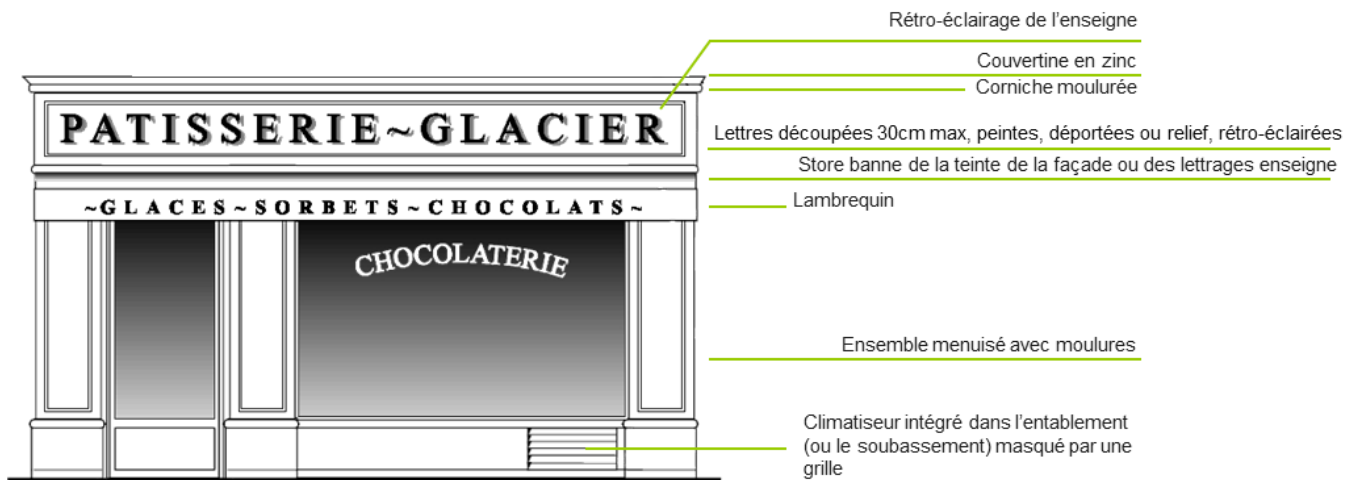 Rétro-éclairage de l'enseigne
Couvertine en zinc
Corniche moulurée
PATISSERIE~GLACIER
Lettres découpées 30cm max, peintes, déportées ou relief, rétro-éclairées
Store banne de la teinte de la façade ou des lettrages enseigne
~GLACES~SORBETS~CHOCOLATS~
Lambrequin
CHOCOLATERIE
Ensemble menuisé avec moulures
Climatiseur intégré dans l'entablement
(ou le soubassement) masqué par une
grille